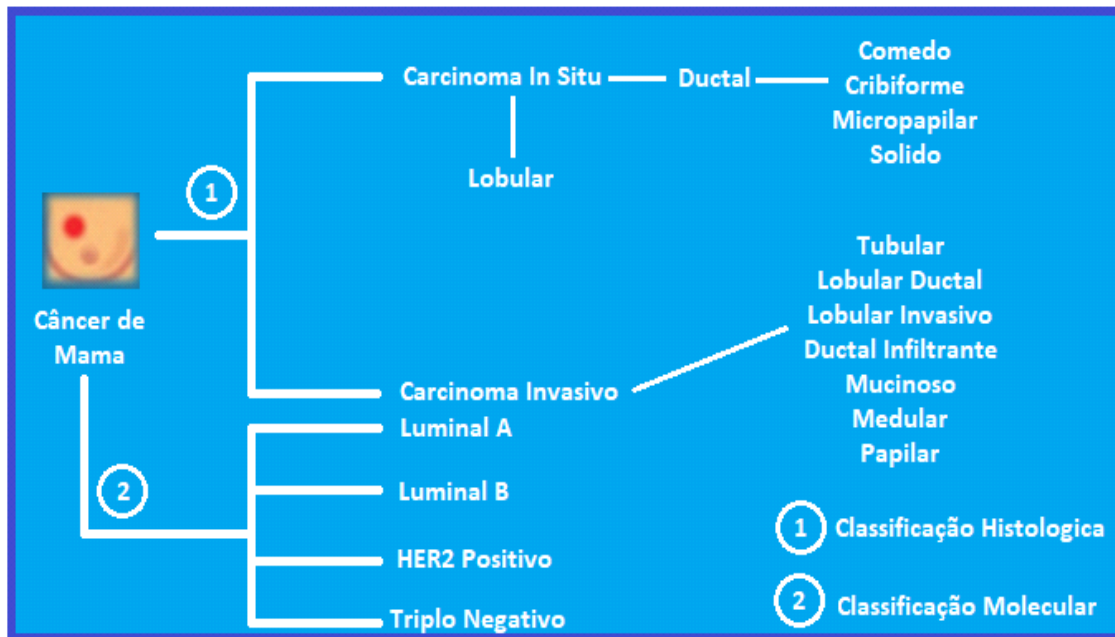 Comedo
Carcinoma In Situ
Ductal
Cribiforme
Micropapilar
Solido
Lobular
1
Tubular
Lobular Ductal
Lobular Invasivo
Ductal Infiltrante
Mucinoso
Medular
Papilar
Câncer de
Mama
Carcinoma Invasivo
Luminal A
2
Luminal B
HER2 Positivo
Triplo Negativo
1 Classificação Histologica
2 Classificação Molecular